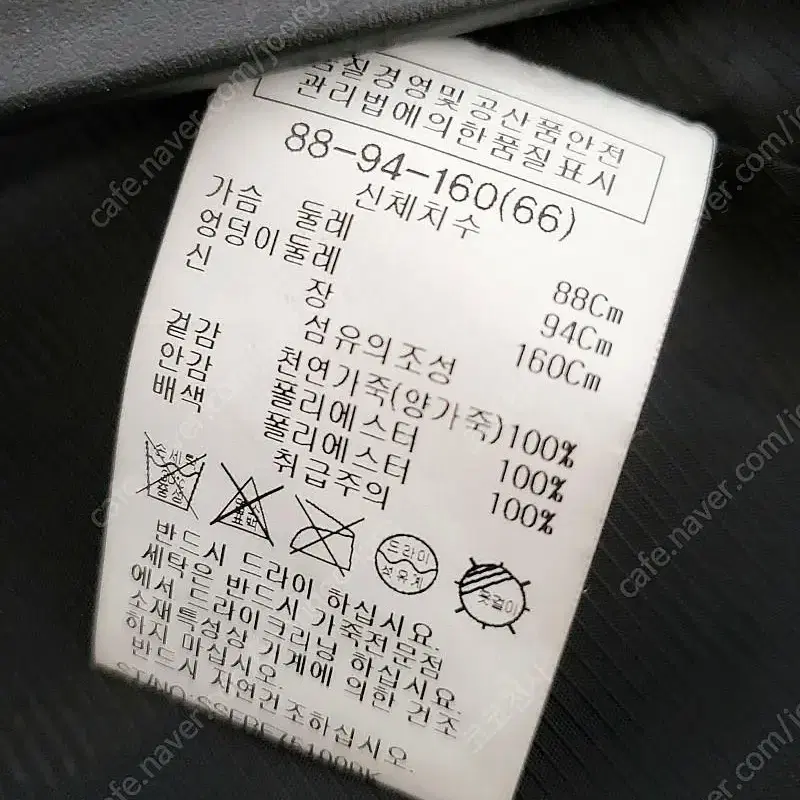 품질경영및공산품안전
관리법에의한품질표시
88-94-160(66)
신체치수
가슴 둘레 88Cm
엉덩이둘레 94Cm
신 장 160Cm
섬유의조성
겉감 천연가죽(양가죽)100%
안감 폴리에스터 100%
배색 폴리에스터 100%
취급주의
손세탁
드라이
석유계
옷걸이
반드시 드라이 하십시요.
세탁은 반드시 가죽전문점
에서 드라이크리닝 하십시요
소재특성상 기계에 의한 건조
하지 마십시오.
반드시 자연건조하십시오.
cafe.naver.com/joong